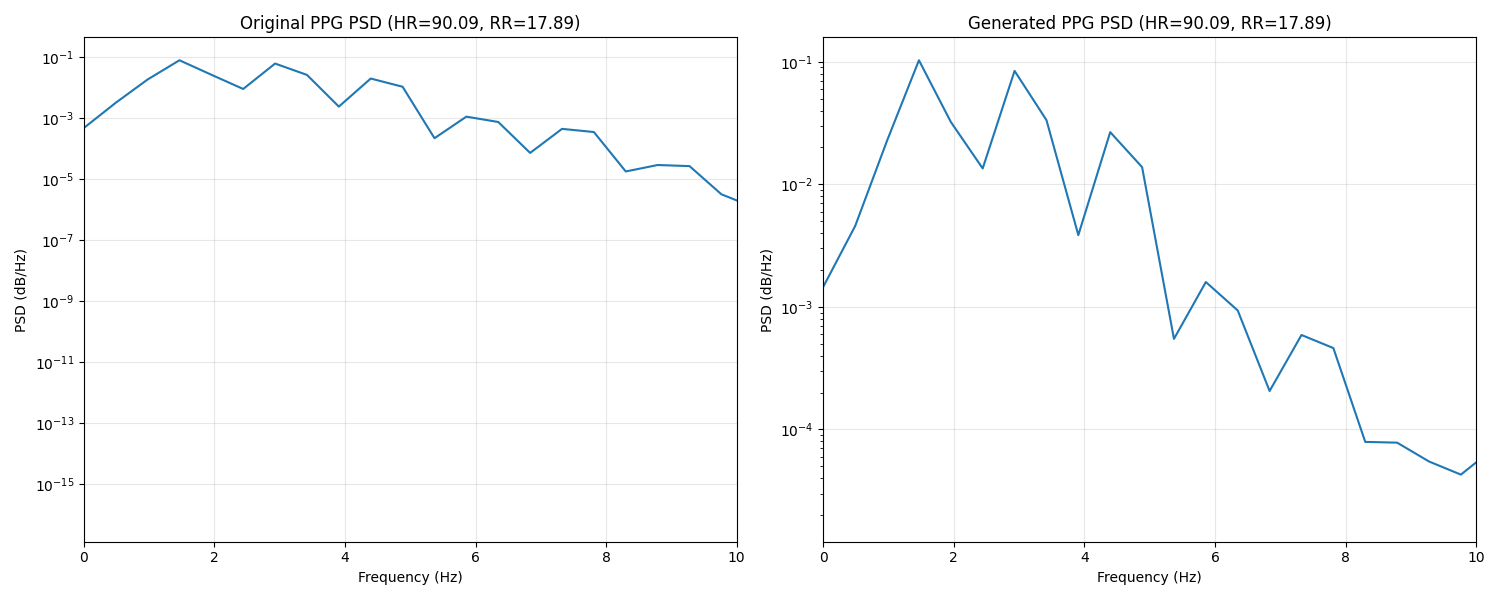 Original PPG PSD (HR=90.09, RR=17.89)
PSD (dB/Hz)
10⁻¹
10⁻³
10⁻⁵
10⁻⁷
10⁻⁹
10⁻¹¹
10⁻¹³
10⁻¹⁵
0 2 4 6 8 10
Frequency (Hz)
Generated PPG PSD (HR=90.09, RR=17.89)
PSD (dB/Hz)
10⁻¹
10⁻²
10⁻³
10⁻⁴
0 2 4 6 8 10
Frequency (Hz)